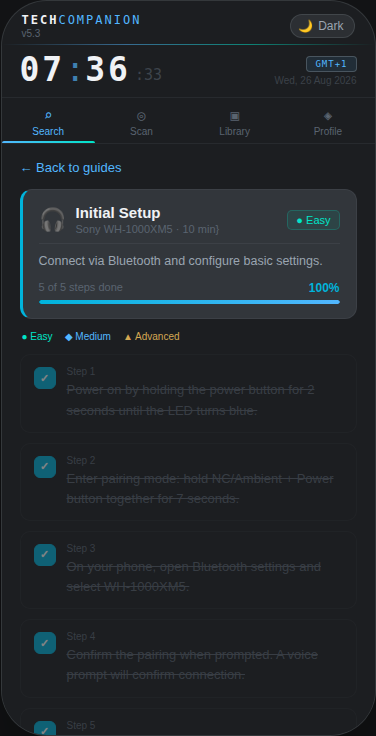 TECHCOMPANION
v5.3
🌙 Dark
07:36 :33
GMT+1
Wed, 26 Aug 2026
Search
Scan
Library
Profile
← Back to guides
Initial Setup
Sony WH-1000XM5 · 10 min}
● Easy
Connect via Bluetooth and configure basic settings.
5 of 5 steps done
100%
● Easy ◆ Medium ▲ Advanced
Step 1
Power on by holding the power button for 2
seconds until the LED turns blue.
Step 2
Enter pairing mode: hold NC/Ambient + Power
button together for 7 seconds.
Step 3
On your phone, open Bluetooth settings and
select WH-1000XM5.
Step 4
Confirm the pairing when prompted. A voice
prompt will confirm connection.
Step 5